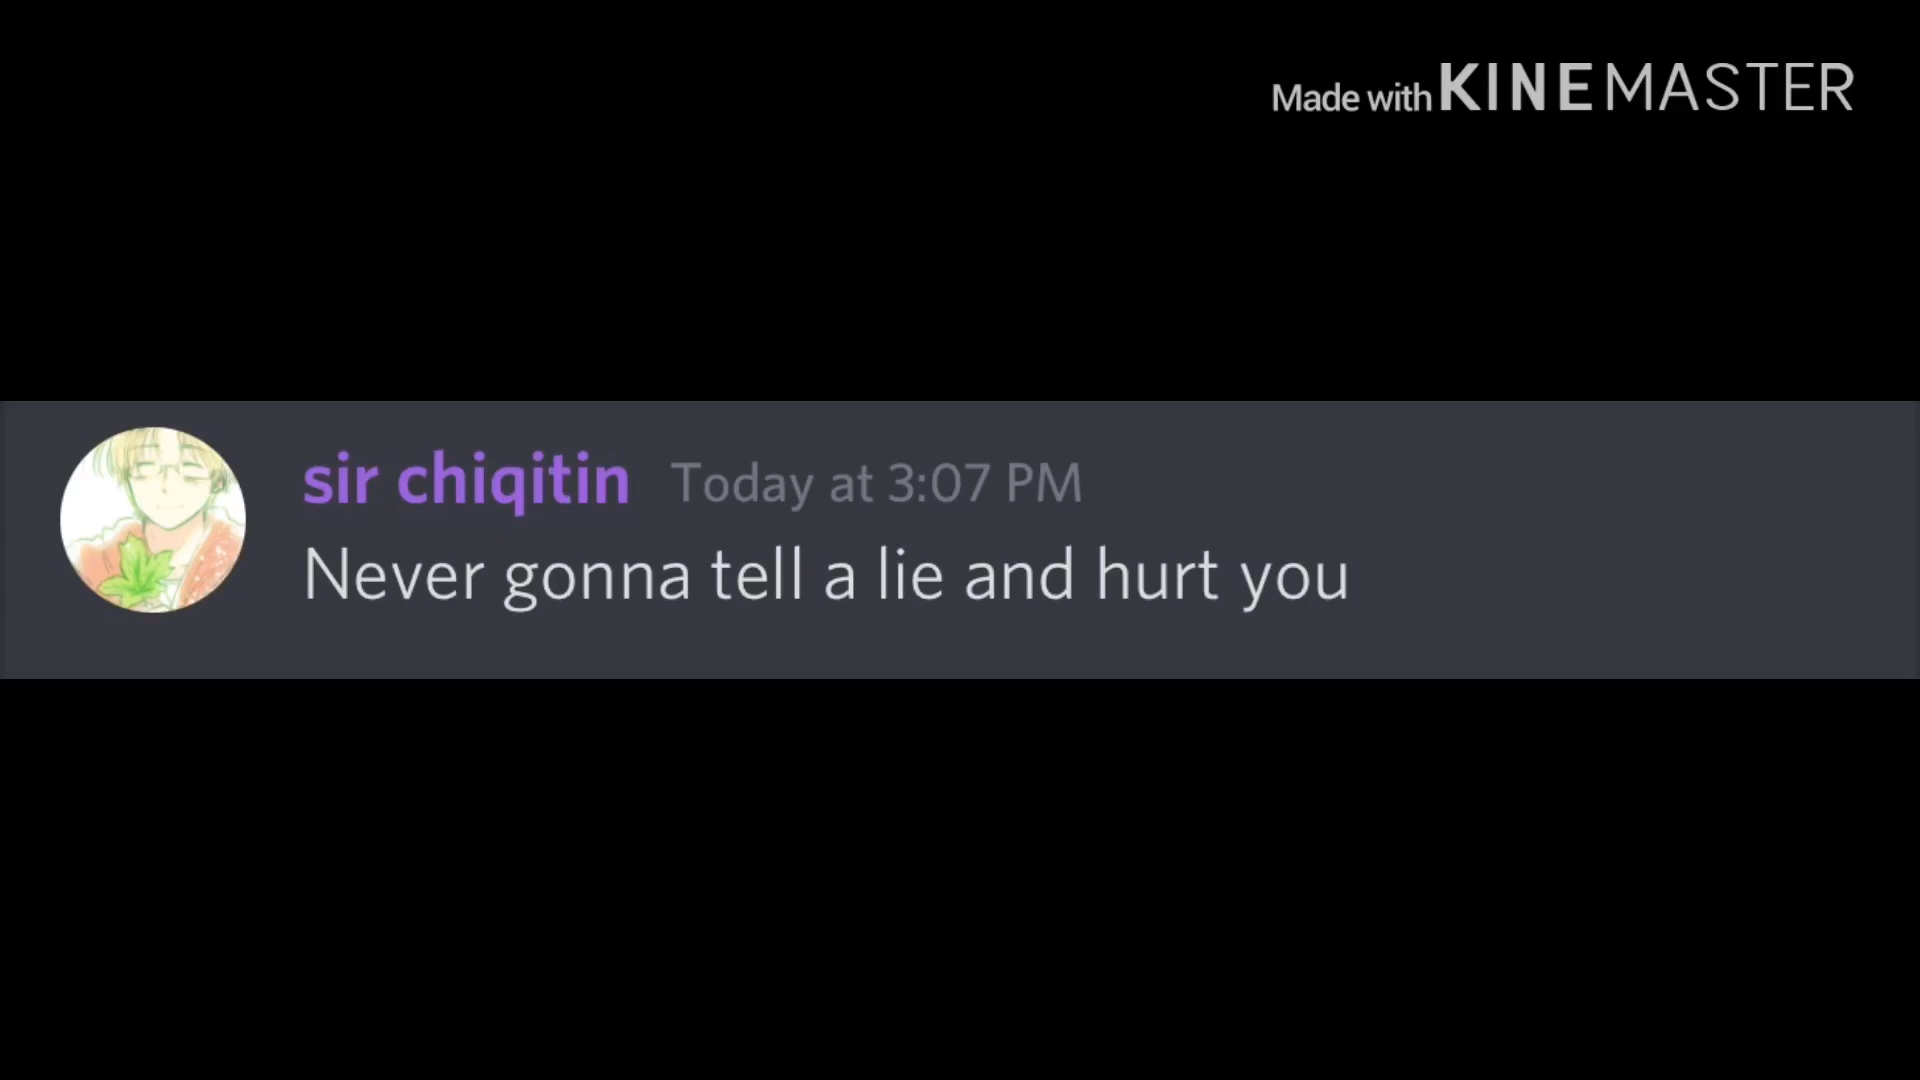 Made with KINEMASTER
sir chiqitin Today at 3:07 PM
Never gonna tell a lie and hurt you